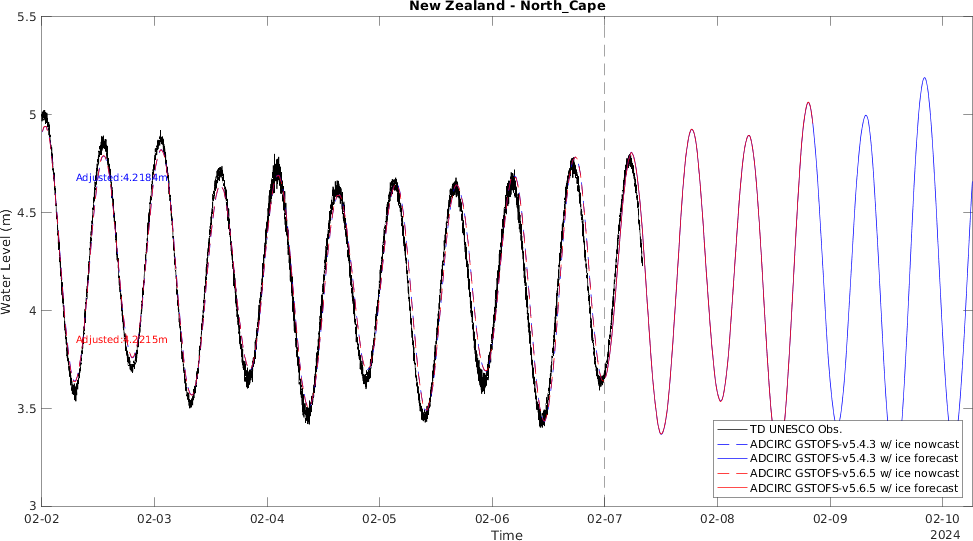 New Zealand - North_Cape
5.5
5
4.5
4
3.5
3
Water Level (m)
Adjusted:4.2184m
Adjusted:4.2215m
TD UNESCO Obs.
ADCIRC GSTOFS-v5.4.3 w/ ice nowcast
ADCIRC GSTOFS-v5.4.3 w/ ice forecast
ADCIRC GSTOFS-v5.6.5 w/ ice nowcast
ADCIRC GSTOFS-v5.6.5 w/ ice forecast
02-02 02-03 02-04 02-05 02-06 02-07 02-08 02-09 02-10
Time
2024